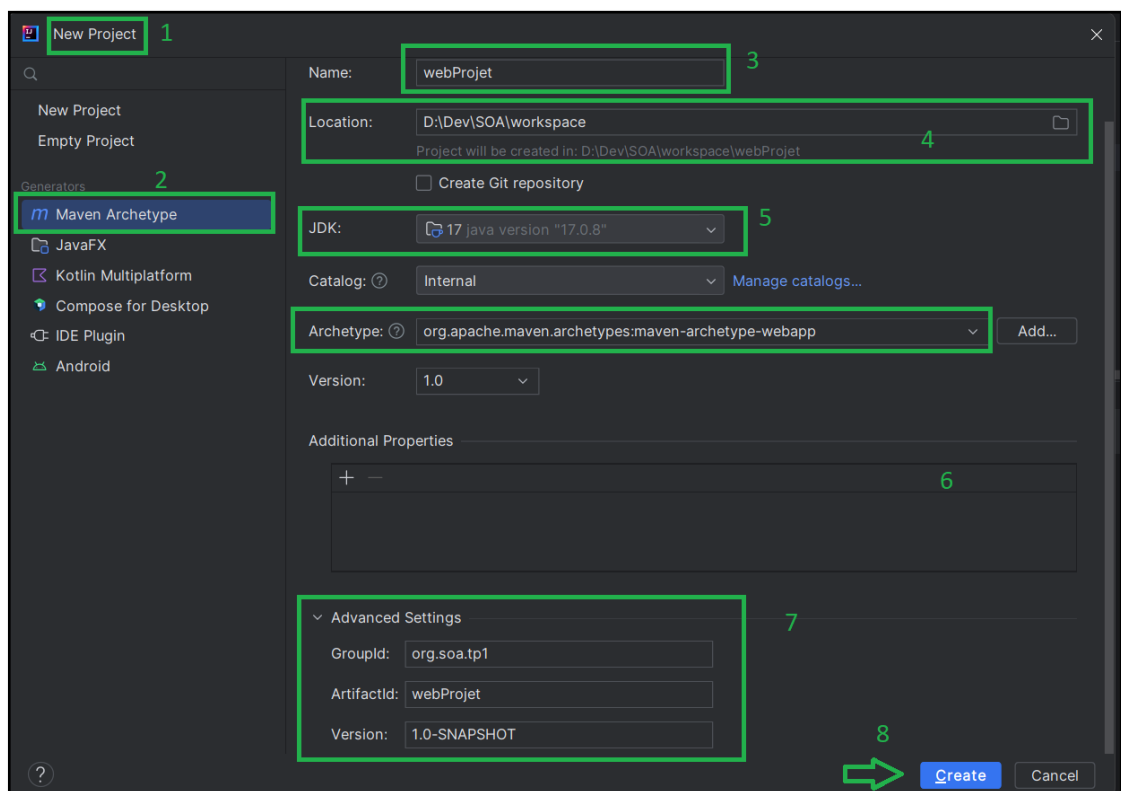 New Project 1
Name: webProjet 3
New Project
Empty Project
Location: D:\Dev\SOA\workspace
Project will be created in: D:\Dev\SOA\workspace\webProjet 4
Create Git repository
Generators 2
Maven Archetype
JavaFX
Kotlin Multiplatform
Compose for Desktop
IDE Plugin
Android
JDK: 17 java version "17.0.8" 5
Catalog: ? Internal Manage catalogs...
Archetype: ? org.apache.maven.archetypes:maven-archetype-webapp Add...
Version: 1.0
Additional Properties
6
Advanced Settings 7
GroupId: org.soa.tp1
ArtifactId: webProjet
Version: 1.0-SNAPSHOT
8
? Create Cancel